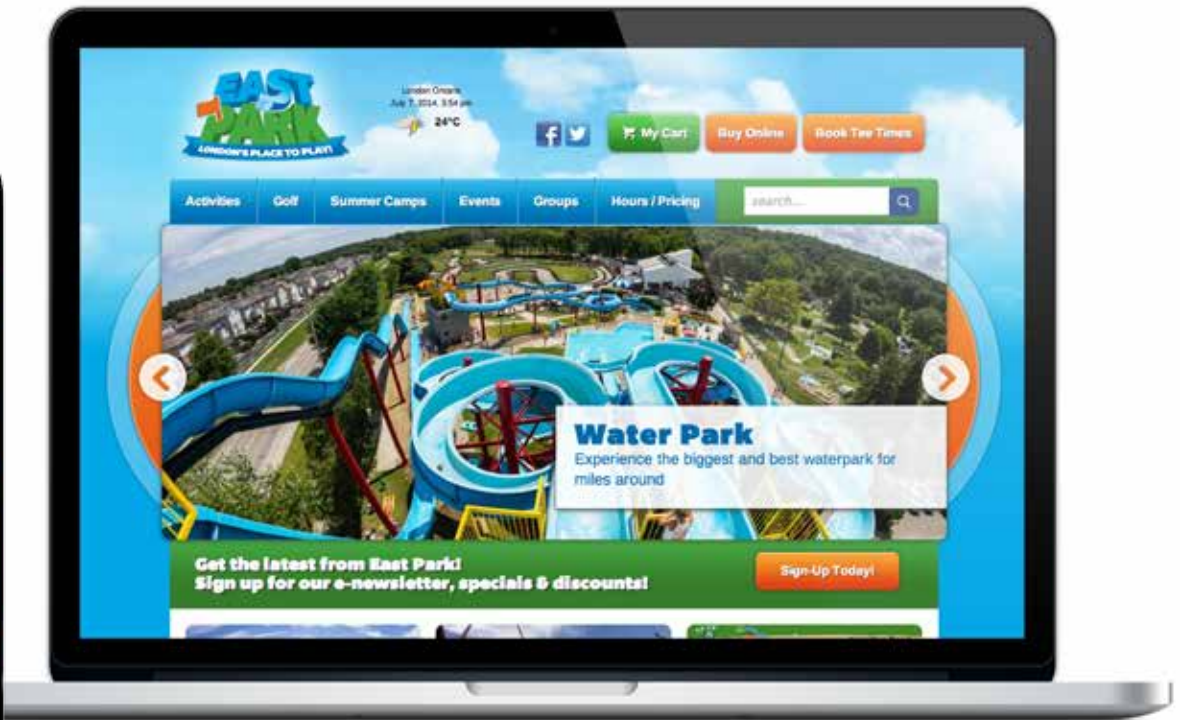 EAST
PARK
LONDON'S PLACE TO PLAY!
London Ontario
July 7, 2014, 3:54 pm
24°C
My Cart
Buy Online
Book Tee Times
Activities
Golf
Summer Camps
Events
Groups
Hours / Pricing
search...
Water Park
Experience the biggest and best waterpark for
miles around
Get the latest from East Park!
Sign up for our e-newsletter, specials & discounts!
Sign-Up Today!